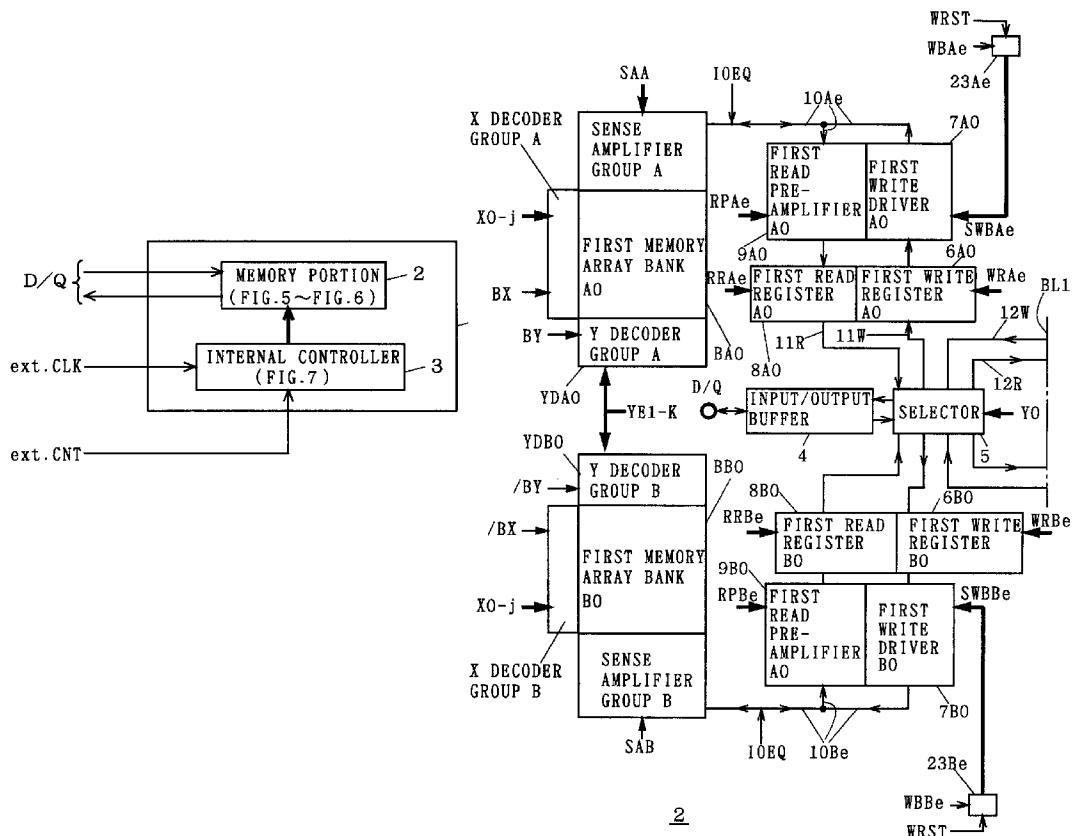 D/Q
MEMORY PORTION
(FIG.5~FIG.6)
2
ext.CLK
INTERNAL CONTROLLER
(FIG.7)
3
ext.CNT
WRST
WBAe
23Ae
SAA
IOEQ
10Ae
7A0
X DECODER
GROUP A
SENSE
AMPLIFIER
GROUP A
FIRST
READ
PRE-
AMPLIFIER
A0
FIRST
WRITE
DRIVER
A0
RPAe
SWBAe
X0-j
9A0
6A0
FIRST MEMORY
ARRAY BANK
A0
BX
RRAe
FIRST READ
REGISTER
A0
FIRST WRITE
REGISTER
A0
WRAe
BL1
12W
BY
Y DECODER
GROUP A
BA0
11R
11W
8A0
12R
YDA0
D/Q
INPUT/OUTPUT
BUFFER
SELECTOR
Y0
YE1-K
4
5
YDB0
BB0
/BY
Y DECODER
GROUP B
8B0
6B0
/BX
RRBe
FIRST READ
REGISTER
B0
FIRST WRITE
REGISTER
B0
WRBe
FIRST MEMORY
ARRAY BANK
B0
9B0
X0-j
RPBe
FIRST
READ
PRE-
AMPLIFIER
A0
FIRST
WRITE
DRIVER
B0
SWBBe
X DECODER
GROUP B
SENSE
AMPLIFIER
GROUP B
7B0
SAB
IOEQ
10Be
23Be
WBBe
WRST
2